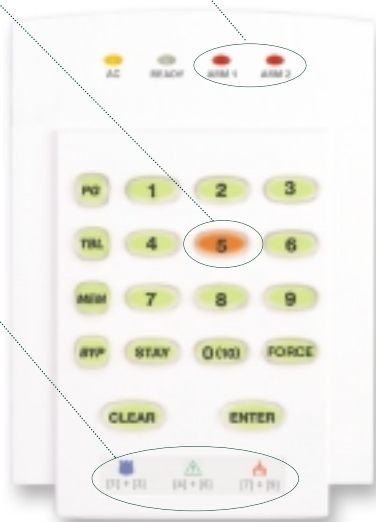 AC READY ARM 1 ARM 2
PG 1 2 3
TBL 4 5 6
MEM 7 8 9
BYP STAY 0 (10) FORCE
CLEAR ENTER
[1] + [3] [4] + [6] [7] + [9]